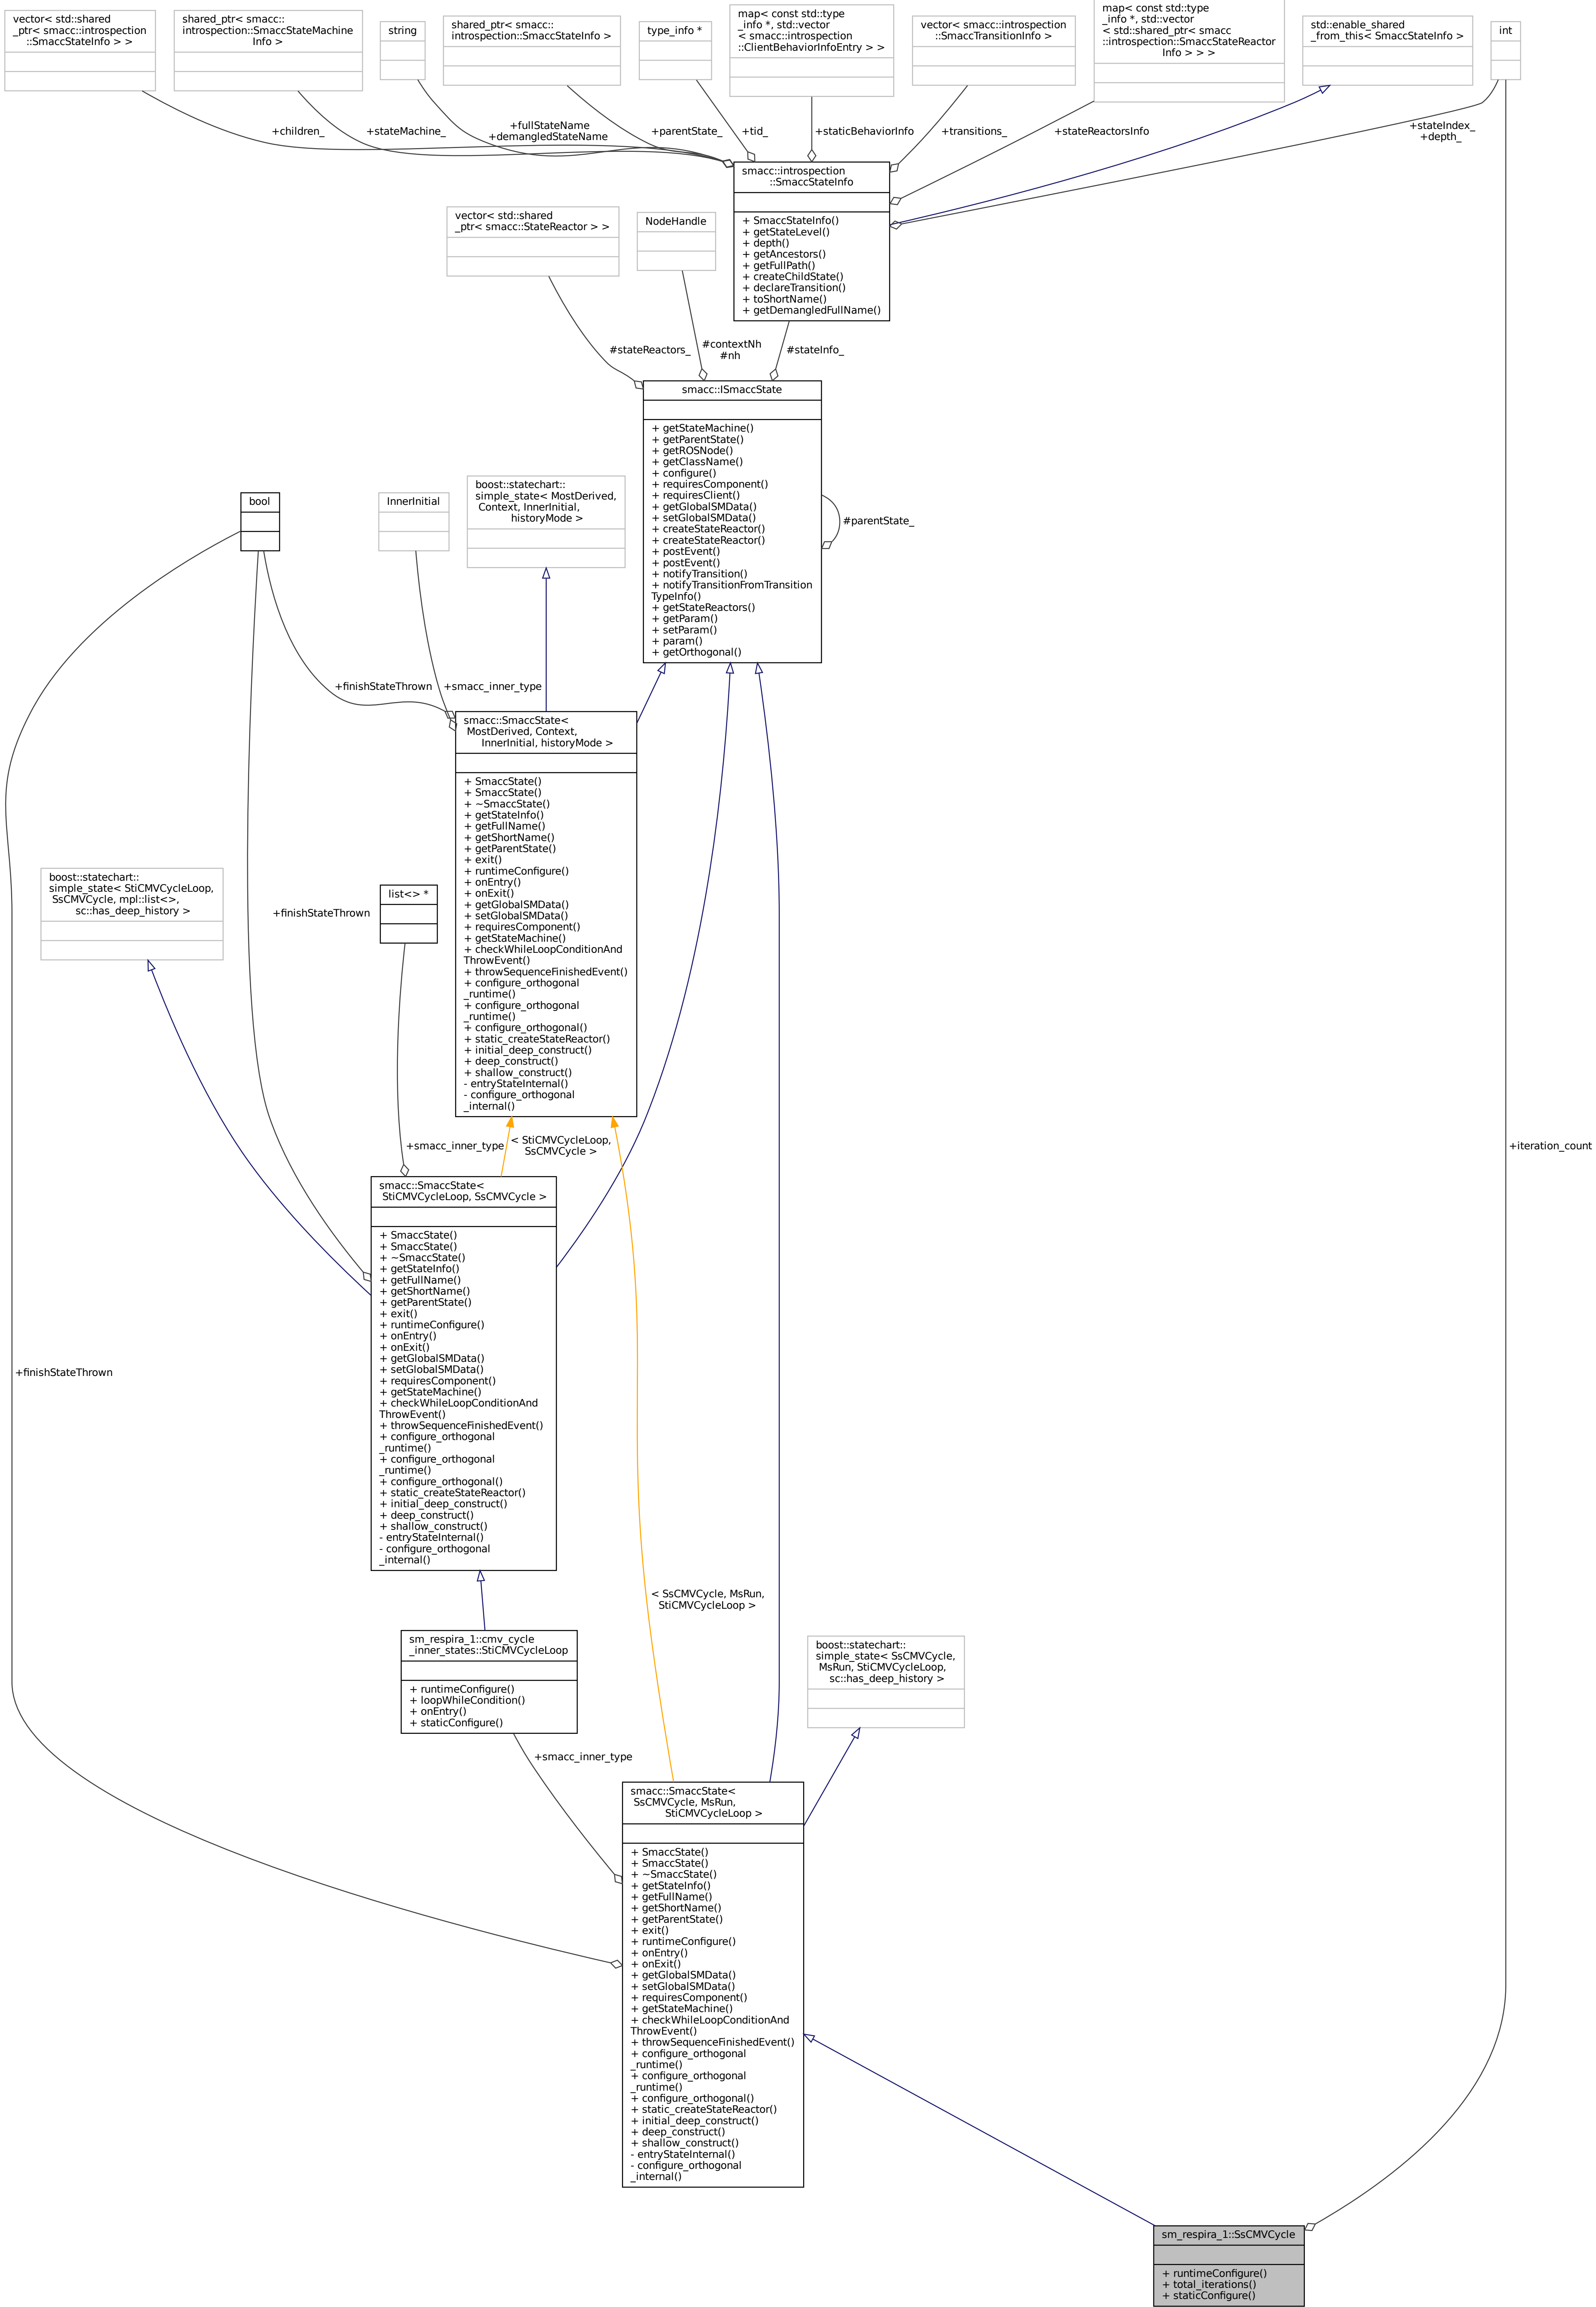 vector< std::shared
_ptr< smacc::introspection
::SmaccStateInfo > >
shared_ptr< smacc::
introspection::SmaccStateMachine
Info >
string
shared_ptr< smacc::
introspection::SmaccStateInfo >
type_info *
map< const std::type
_info *, std::vector
< smacc::introspection
::ClientBehaviorInfoEntry > >
vector< smacc::introspection
::SmaccTransitionInfo >
map< const std::type
_info *, std::vector
< std::shared_ptr< smacc
::introspection::SmaccStateReactor
Info > > >
std::enable_shared
_from_this< SmaccStateInfo >
int
+children_
+stateMachine_
+fullStateName
+demangledStateName
+parentState_
+tid_
+staticBehaviorInfo
+transitions_
+stateReactorsInfo
+stateIndex_
+depth_
smacc::introspection
::SmaccStateInfo
+ SmaccStateInfo()
+ getStateLevel()
+ depth()
+ getAncestors()
+ getFullPath()
+ createChildState()
+ declareTransition()
+ toShortName()
+ getDemangledFullName()
vector< std::shared
_ptr< smacc::StateReactor > >
NodeHandle
#stateReactors_
#contextNh
#nh
#stateInfo_
smacc::ISmaccState
+ getStateMachine()
+ getParentState()
+ getROSNode()
+ getClassName()
+ configure()
+ requiresComponent()
+ requiresClient()
+ getGlobalSMData()
+ setGlobalSMData()
+ createStateReactor()
+ createStateReactor()
+ postEvent()
+ postEvent()
+ notifyTransition()
+ notifyTransitionFromTransition
TypeInfo()
+ getStateReactors()
+ getParam()
+ setParam()
+ param()
+ getOrthogonal()
#parentState_
bool
InnerInitial
boost::statechart::
simple_state< MostDerived,
Context, InnerInitial,
historyMode >
+finishStateThrown
+smacc_inner_type
smacc::SmaccState<
MostDerived, Context,
InnerInitial, historyMode >
+ SmaccState()
+ SmaccState()
+ ~SmaccState()
+ getStateInfo()
+ getFullName()
+ getShortName()
+ getParentState()
+ exit()
+ runtimeConfigure()
+ onEntry()
+ onExit()
+ getGlobalSMData()
+ setGlobalSMData()
+ requiresComponent()
+ getStateMachine()
+ checkWhileLoopConditionAnd
ThrowEvent()
+ throwSequenceFinishedEvent()
+ configure_orthogonal
_runtime()
+ configure_orthogonal
_runtime()
+ configure_orthogonal()
+ static_createStateReactor()
+ initial_deep_construct()
+ deep_construct()
+ shallow_construct()
- entryStateInternal()
- configure_orthogonal
_internal()
boost::statechart::
simple_state< StiCMVCycleLoop,
SsCMVCycle, mpl::list<>,
sc::has_deep_history >
+finishStateThrown
list<> *
+smacc_inner_type
< StiCMVCycleLoop,
SsCMVCycle >
+iteration_count
smacc::SmaccState<
StiCMVCycleLoop, SsCMVCycle >
+ SmaccState()
+ SmaccState()
+ ~SmaccState()
+ getStateInfo()
+ getFullName()
+ getShortName()
+ getParentState()
+ exit()
+ runtimeConfigure()
+ onEntry()
+ onExit()
+ getGlobalSMData()
+ setGlobalSMData()
+ requiresComponent()
+ getStateMachine()
+ checkWhileLoopConditionAnd
ThrowEvent()
+ throwSequenceFinishedEvent()
+ configure_orthogonal
_runtime()
+ configure_orthogonal
_runtime()
+ configure_orthogonal()
+ static_createStateReactor()
+ initial_deep_construct()
+ deep_construct()
+ shallow_construct()
- entryStateInternal()
- configure_orthogonal
_internal()
+finishStateThrown
< SsCMVCycle, MsRun,
StiCMVCycleLoop >
sm_respira_1::cmv_cycle
_inner_states::StiCMVCycleLoop
+ runtimeConfigure()
+ loopWhileCondition()
+ onEntry()
+ staticConfigure()
boost::statechart::
simple_state< SsCMVCycle,
MsRun, StiCMVCycleLoop,
sc::has_deep_history >
+smacc_inner_type
smacc::SmaccState<
SsCMVCycle, MsRun,
StiCMVCycleLoop >
+ SmaccState()
+ SmaccState()
+ ~SmaccState()
+ getStateInfo()
+ getFullName()
+ getShortName()
+ getParentState()
+ exit()
+ runtimeConfigure()
+ onEntry()
+ onExit()
+ getGlobalSMData()
+ setGlobalSMData()
+ requiresComponent()
+ getStateMachine()
+ checkWhileLoopConditionAnd
ThrowEvent()
+ throwSequenceFinishedEvent()
+ configure_orthogonal
_runtime()
+ configure_orthogonal
_runtime()
+ configure_orthogonal()
+ static_createStateReactor()
+ initial_deep_construct()
+ deep_construct()
+ shallow_construct()
- entryStateInternal()
- configure_orthogonal
_internal()
sm_respira_1::SsCMVCycle
+ runtimeConfigure()
+ total_iterations()
+ staticConfigure()